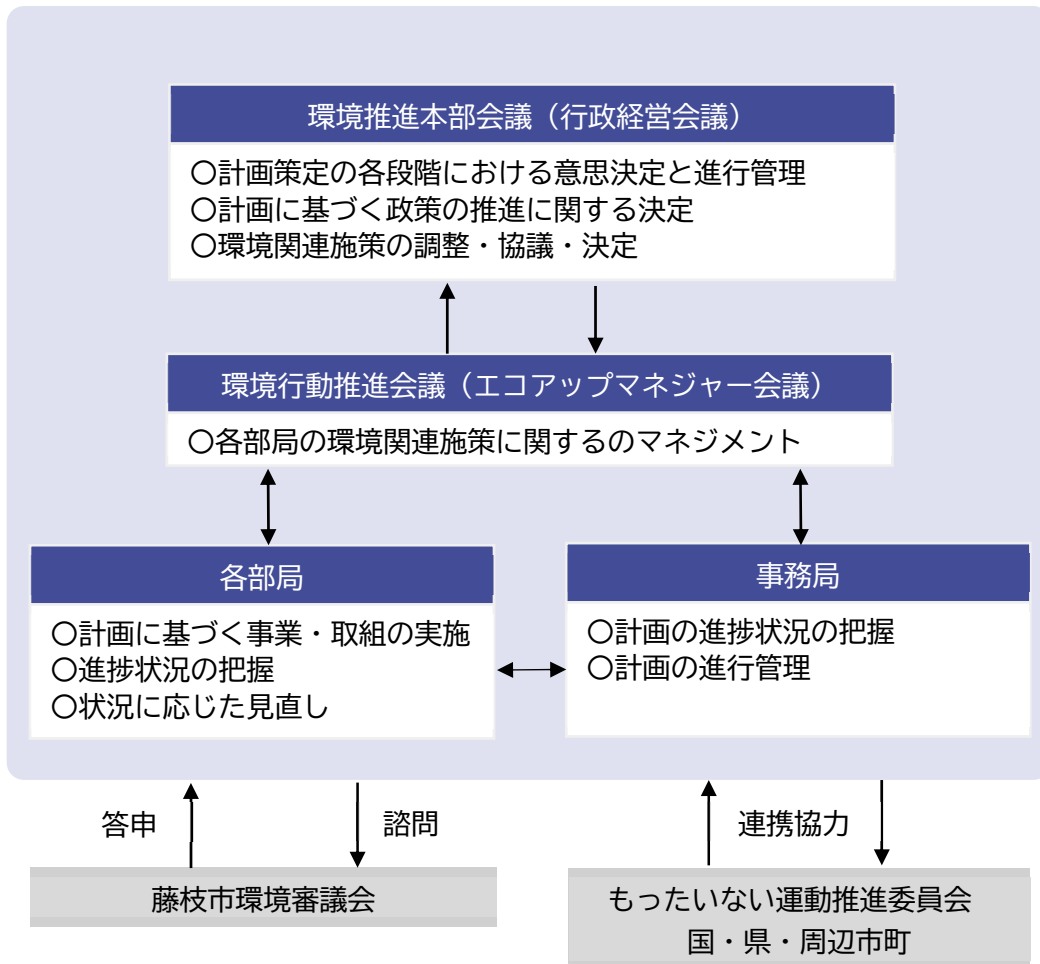 環境推進本部会議（行政経営会議）
〇計画策定の各段階における意思決定と進行管理
〇計画に基づく政策の推進に関する決定
〇環境関連施策の調整・協議・決定
環境行動推進会議（エコアップマネジャー会議）
〇各部局の環境関連施策に関するのマネジメント
各部局
〇計画に基づく事業・取組の実施
〇進捗状況の把握
〇状況に応じた見直し
事務局
〇計画の進捗状況の把握
〇計画の進行管理
答申
諮問
連携協力
藤枝市環境審議会
もったいない運動推進委員会
国・県・周辺市町